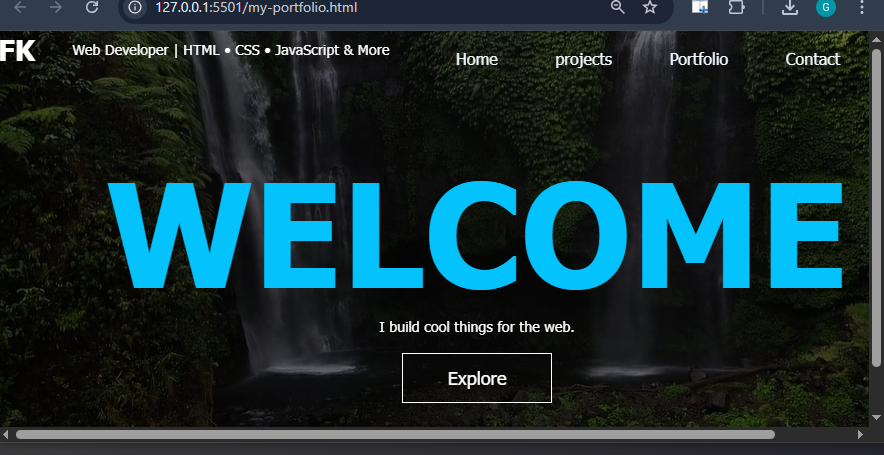 127.0.0.1:5501/my-portfolio.html
G
FK
Web Developer | HTML • CSS • JavaScript & More
Home projects Portfolio Contact
WELCOME
I build cool things for the web.
Explore